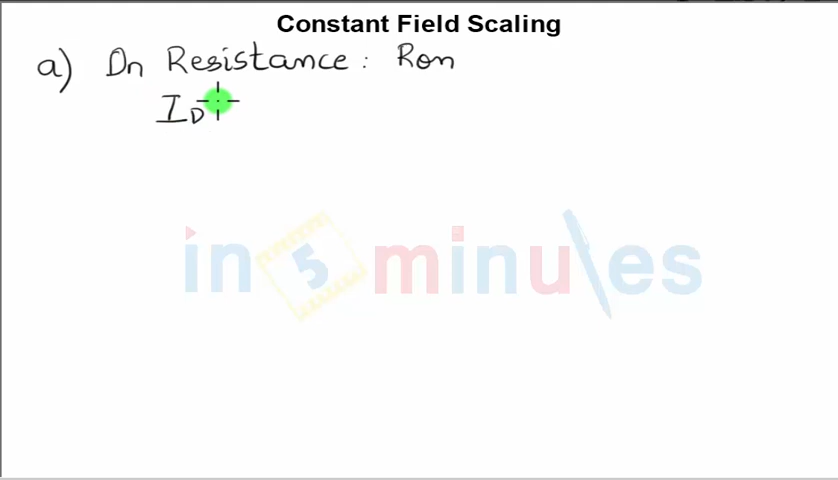 Constant Field Scaling
a) On Resistance : Ron
ID
in 5 minutes